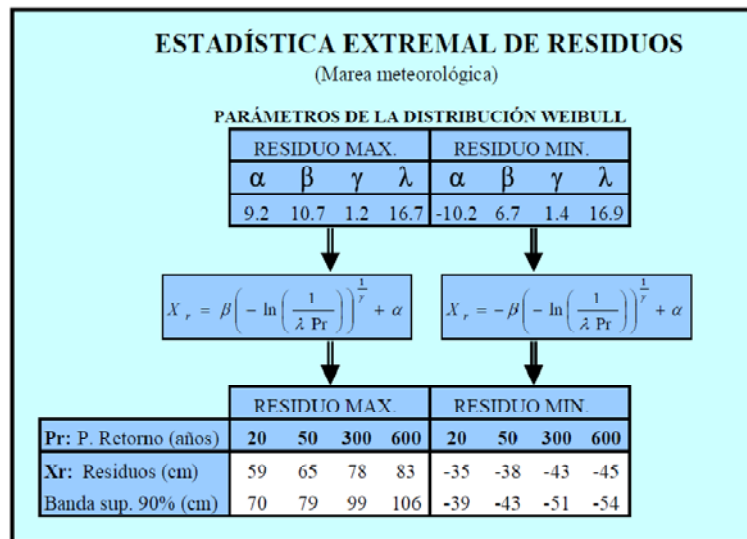 ESTADÍSTICA EXTREMAL DE RESIDUOS
(Marea meteorológica)
PARÁMETROS DE LA DISTRIBUCIÓN WEIBULL
RESIDUO MAX. RESIDUO MIN.
α β γ λ α β γ λ
9.2 10.7 1.2 16.7 -10.2 6.7 1.4 16.9
X_r = β(-ln(1/(λ Pr)))^(1/γ) + α X_r = -β(-ln(1/(λ Pr)))^(1/γ) + α
RESIDUO MAX. RESIDUO MIN.
Pr: P. Retorno (años) 20 50 300 600 20 50 300 600
Xr: Residuos (cm) 59 65 78 83 -35 -38 -43 -45
Banda sup. 90% (cm) 70 79 99 106 -39 -43 -51 -54